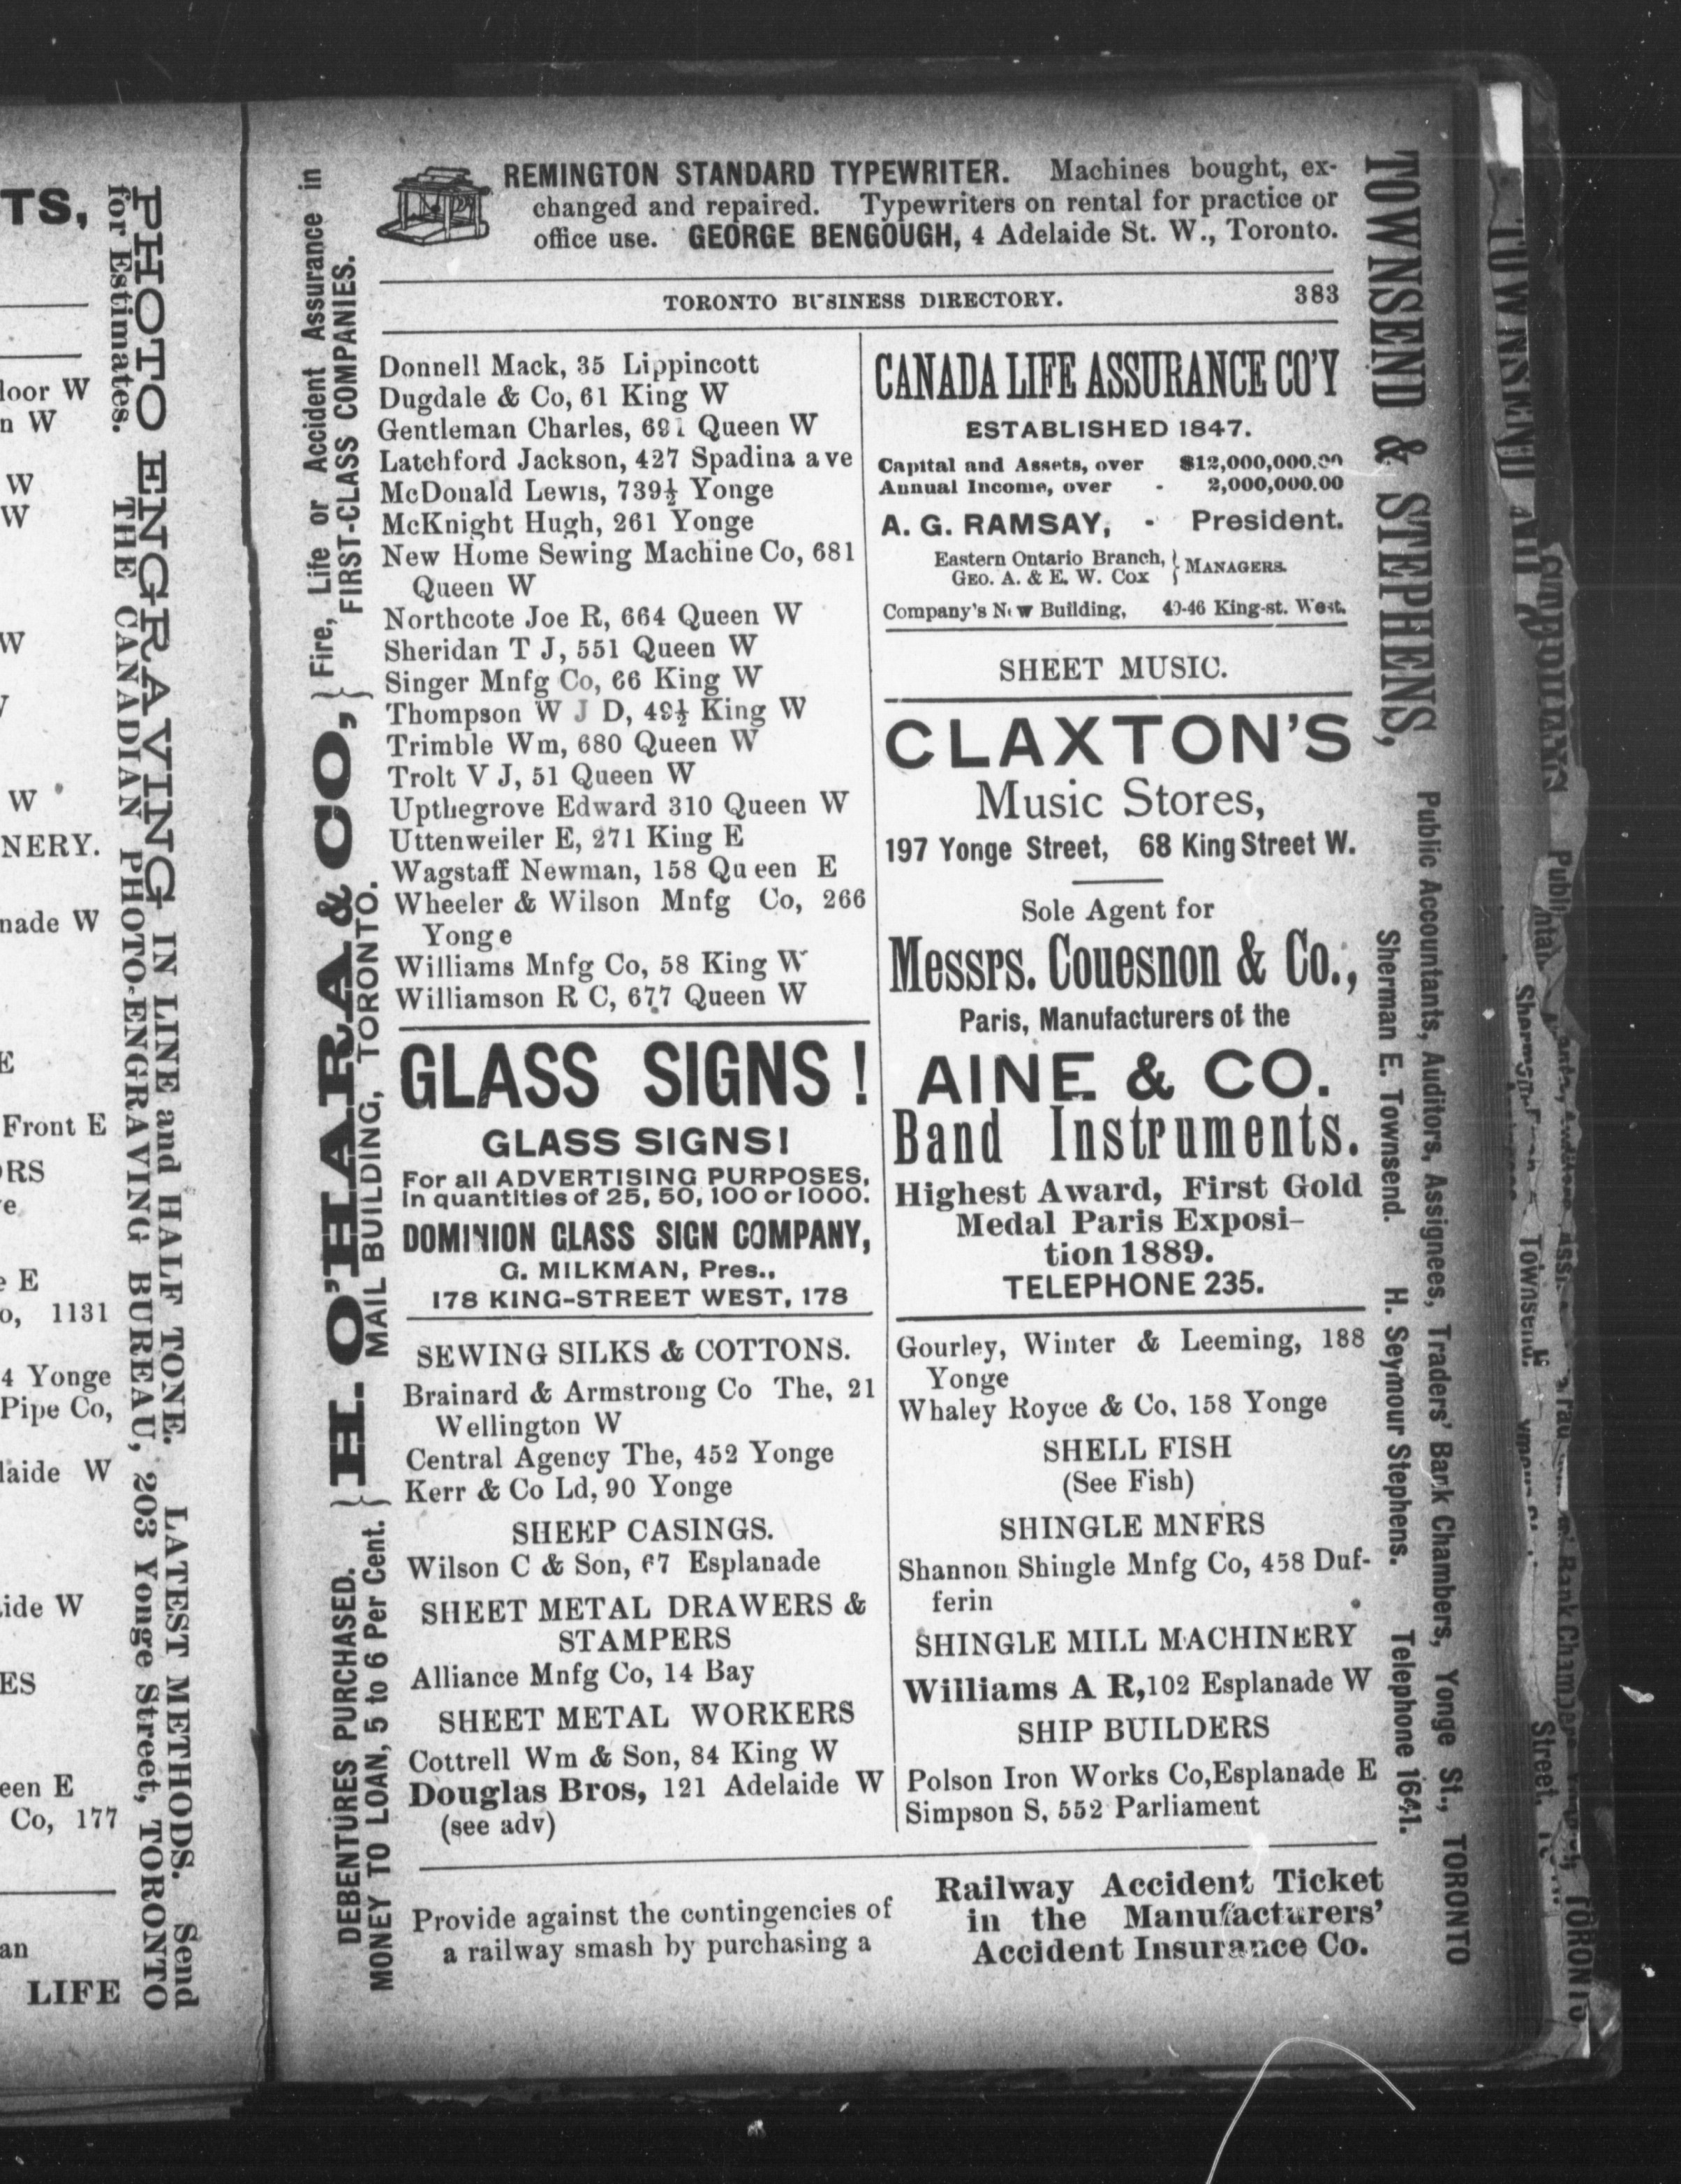 TS,
loor W
n W
W
W
W
W
NERY.
nade W
E
Front E
RS
e E
o, 1131
4 Yonge
Pipe Co,
laide W
ide W
ES
een E
Co, 177
an
LIFE
PHOTO ENGRAVING IN LINE and HALF TONE. LATEST METHODS. Send
for Estimates. THE CANADIAN PHOTO-ENGRAVING BUREAU, 203 Yonge Street, TORONTO
DEBENTURES PURCHASED.
MONEY TO LOAN, 5 to 6 Per Cent.
} H. O'HARA & CO, {
MAIL BUILDING, TORONTO.
Fire, Life or Accident Assurance in
FIRST-CLASS COMPANIES.
REMINGTON STANDARD TYPEWRITER. Machines bought, ex-
changed and repaired. Typewriters on rental for practice or
office use. GEORGE BENGOUGH, 4 Adelaide St. W., Toronto.
TORONTO BUSINESS DIRECTORY. 383
Donnell Mack, 35 Lippincott
Dugdale & Co, 61 King W
Gentleman Charles, 691 Queen W
Latchford Jackson, 427 Spadina ave
McDonald Lewis, 739½ Yonge
McKnight Hugh, 261 Yonge
New Home Sewing Machine Co, 681
Queen W
Northcote Joe R, 664 Queen W
Sheridan T J, 551 Queen W
Singer Mnfg Co, 66 King W
Thompson W J D, 49½ King W
Trimble Wm, 680 Queen W
Trolt V J, 51 Queen W
Upthegrove Edward 310 Queen W
Uttenweiler E, 271 King E
Wagstaff Newman, 158 Queen E
Wheeler & Wilson Mnfg Co, 266
Yonge
Williams Mnfg Co, 58 King W
Williamson R C, 677 Queen W
GLASS SIGNS!
GLASS SIGNS!
For all ADVERTISING PURPOSES,
in quantities of 25, 50, 100 or 1000.
DOMINION GLASS SIGN COMPANY,
G. MILKMAN, Pres.,
178 KING-STREET WEST, 178
SEWING SILKS & COTTONS.
Brainard & Armstrong Co The, 21
Wellington W
Central Agency The, 452 Yonge
Kerr & Co Ld, 90 Yonge
SHEEP CASINGS.
Wilson C & Son, 67 Esplanade
SHEET METAL DRAWERS &
STAMPERS
Alliance Mnfg Co, 14 Bay
SHEET METAL WORKERS
Cottrell Wm & Son, 84 King W
Douglas Bros, 121 Adelaide W
(see adv)
CANADA LIFE ASSURANCE CO'Y
ESTABLISHED 1847.
Capital and Assets, over $12,000,000.00
Annual Income, over - 2,000,000.00
A. G. RAMSAY, - President.
Eastern Ontario Branch,
GEO. A. & E. W. COX } MANAGERS.
Company's New Building, 40-46 King-st. West.
SHEET MUSIC.
CLAXTON'S
Music Stores,
197 Yonge Street, 68 King Street W.
Sole Agent for
Messrs. Couesnon & Co.,
Paris, Manufacturers of the
AINE & CO.
Band Instruments.
Highest Award, First Gold
Medal Paris Exposi-
tion 1889.
TELEPHONE 235.
Gourley, Winter & Leeming, 188
Yonge
Whaley Royce & Co, 158 Yonge
SHELL FISH
(See Fish)
SHINGLE MNFRS
Shannon Shingle Mnfg Co, 458 Duf-
ferin
SHINGLE MILL MACHINERY
Williams A R, 102 Esplanade W
SHIP BUILDERS
Polson Iron Works Co, Esplanade E
Simpson S, 552 Parliament
Provide against the contingencies of
a railway smash by purchasing a
Railway Accident Ticket
in the Manufacturers'
Accident Insurance Co.
TOWNSEND & STEPHENS,
Public Accountants, Auditors, Assignees, Traders' Bank Chambers, Yonge St., TORONTO
Sherman E. Townsend. H. Seymour Stephens. Telephone 1641.